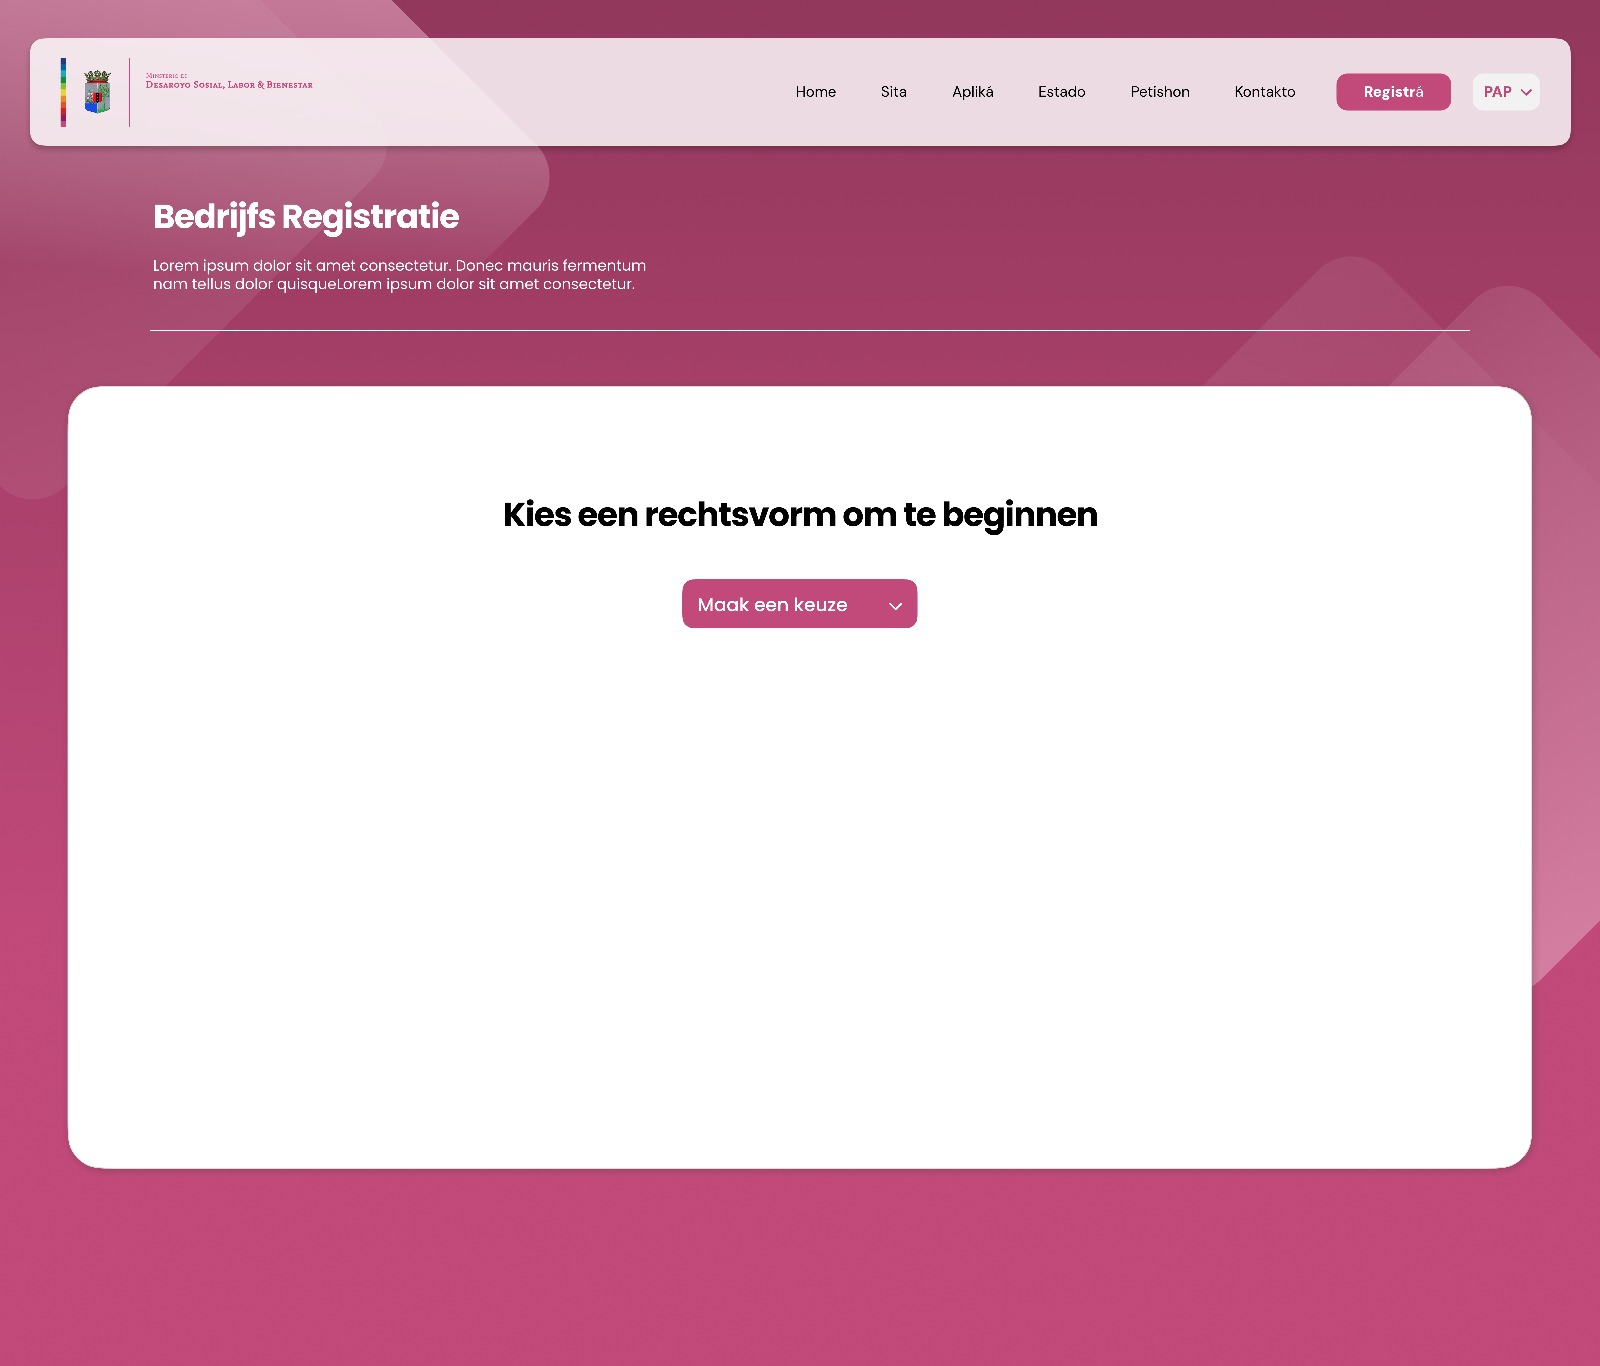 Ministerio di
Desaroyo Sosial, Labor & Bienestar
Home Sita Apliká Estado Petishon Kontakto Registrá PAP
Bedrijfs Registratie
Lorem ipsum dolor sit amet consectetur. Donec mauris fermentum
nam tellus dolor quisqueLorem ipsum dolor sit amet consectetur.
Kies een rechtsvorm om te beginnen
Maak een keuze